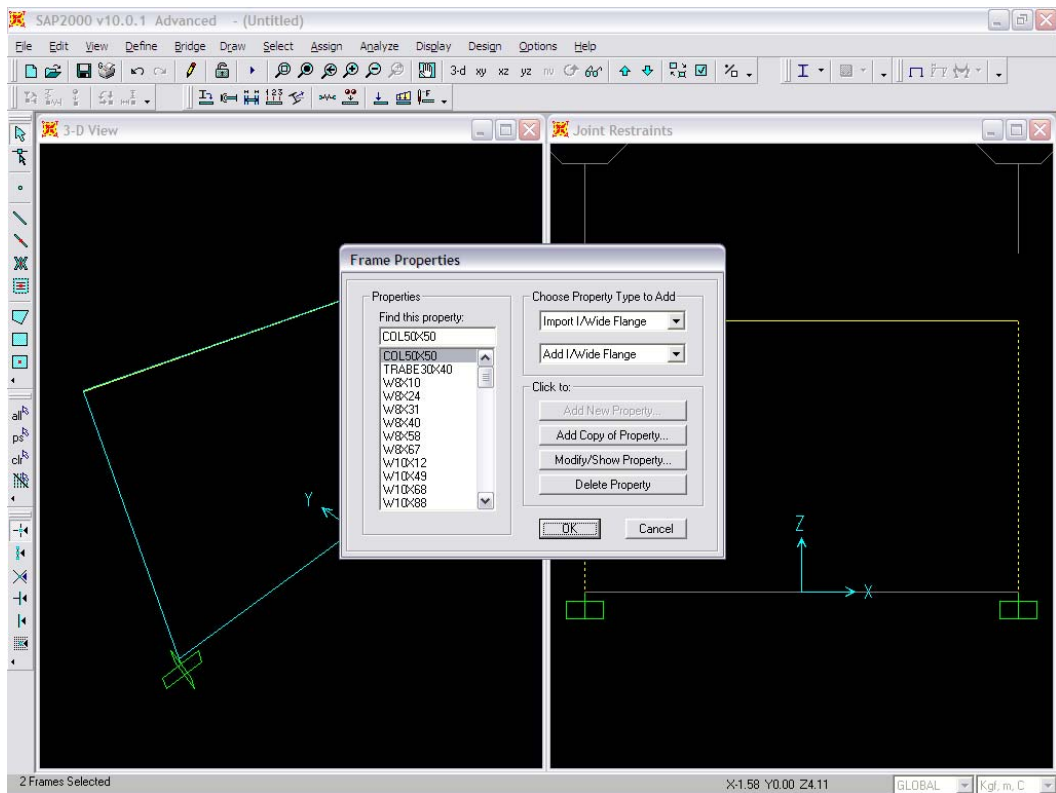 SAP2000 v10.0.1 Advanced - (Untitled)
File Edit View Define Bridge Draw Select Assign Analyze Display Design Options Help
3-d xy xz yz nv
3-D View
Joint Restraints
Frame Properties
Properties
Find this property:
COL50X50
COL50X50
TRABE30X40
W8X10
W8X24
W8X31
W8X40
W8X58
W8X67
W10X12
W10X49
W10X68
W10X88
Choose Property Type to Add
Import I/Wide Flange
Add I/Wide Flange
Click to:
Add New Property...
Add Copy of Property...
Modify/Show Property...
Delete Property
OK Cancel
all
ps
clr
Y
Z
X
2 Frames Selected
X-1.58 Y0.00 Z4.11
GLOBAL
Kgf, m, C